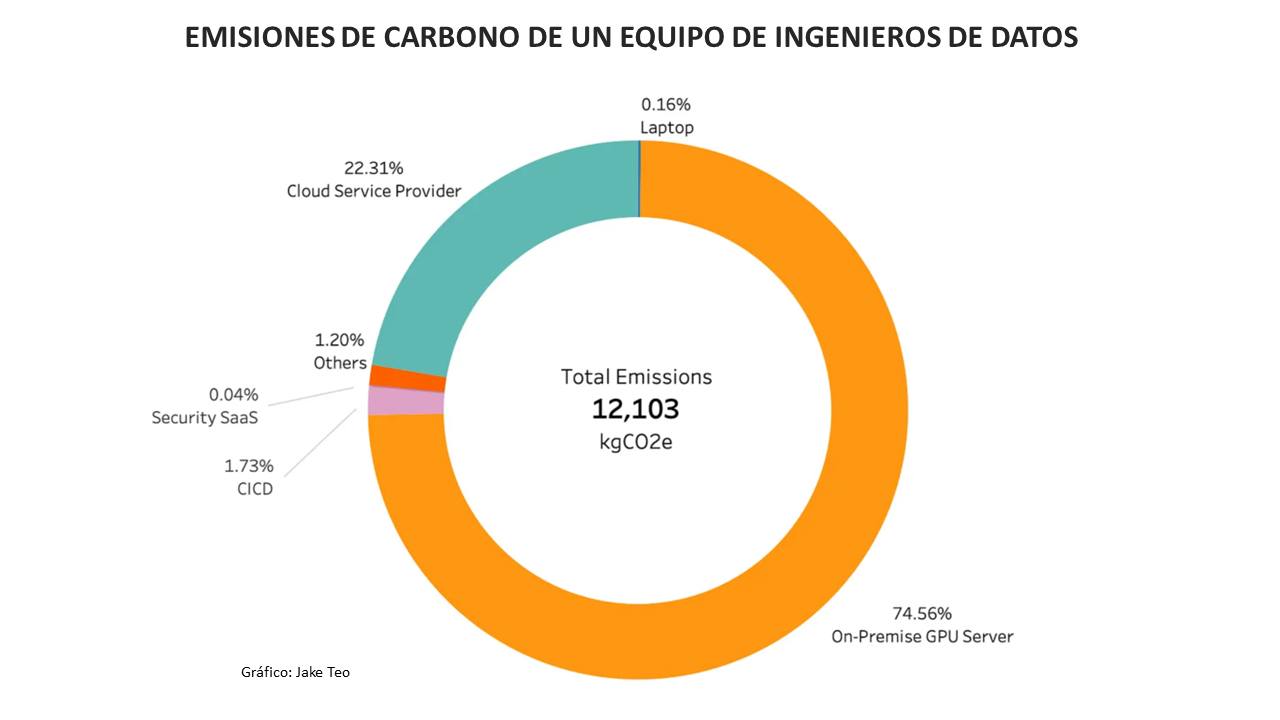 EMISIONES DE CARBONO DE UN EQUIPO DE INGENIEROS DE DATOS
0.16%
Laptop
22.31%
Cloud Service Provider
1.20%
Others
0.04%
Security SaaS
1.73%
CICD
Total Emissions
12,103
kgCO2e
74.56%
On-Premise GPU Server
Gráfico: Jake Teo